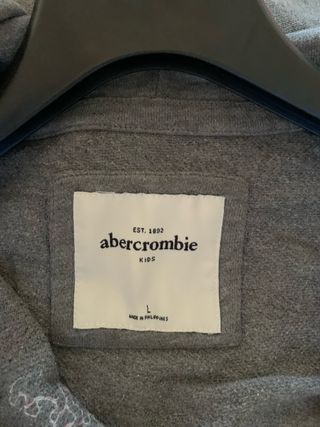 EST. 1892
abercrombie
KIDS
L
MADE IN PHILIPPINES